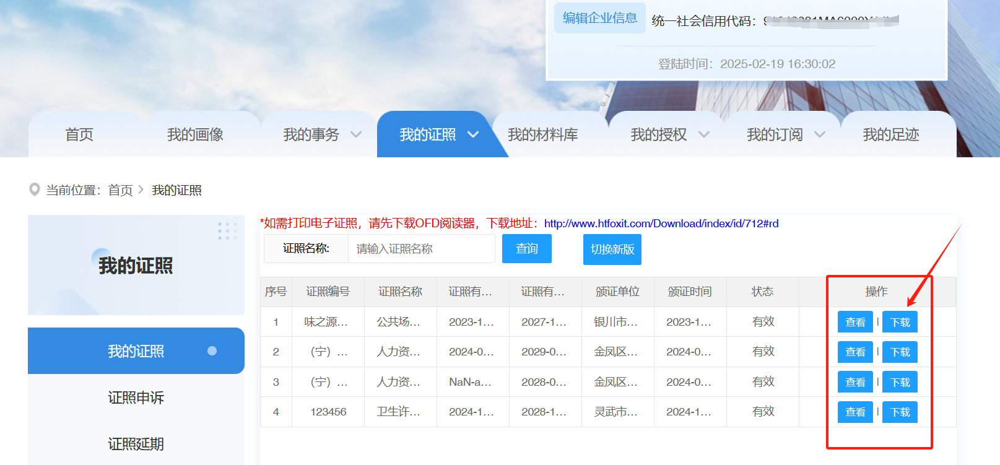 编辑企业信息
统一社会信用代码：
登陆时间：2025-02-19 16:30:02
首页
我的画像
我的事务
我的证照
我的材料库
我的授权
我的订阅
我的足迹
当前位置：首页 > 我的证照
我的证照
我的证照
证照申诉
证照延期
*如需打印电子证照，请先下载OFD阅读器，下载地址：http://www.htfoxit.com/Download/index/id/712#rd
证照名称: 请输入证照名称 查询 切换新版
序号 证照编号 证照名称 证照有... 证照有... 颁证单位 颁证时间 状态 操作
1 味之源... 公共场... 2023-1... 2027-1... 银川市... 2023-1... 有效 查看 | 下载
2 （宁）... 人力资... 2024-0... 2029-0... 金凤区... 2024-0... 有效 查看 | 下载
3 （宁）... 人力资... NaN-a... 2028-0... 金凤区... 2024-0... 有效 查看 | 下载
4 123456 卫生许... 2024-1... 2028-1... 灵武市... 2024-1... 有效 查看 | 下载